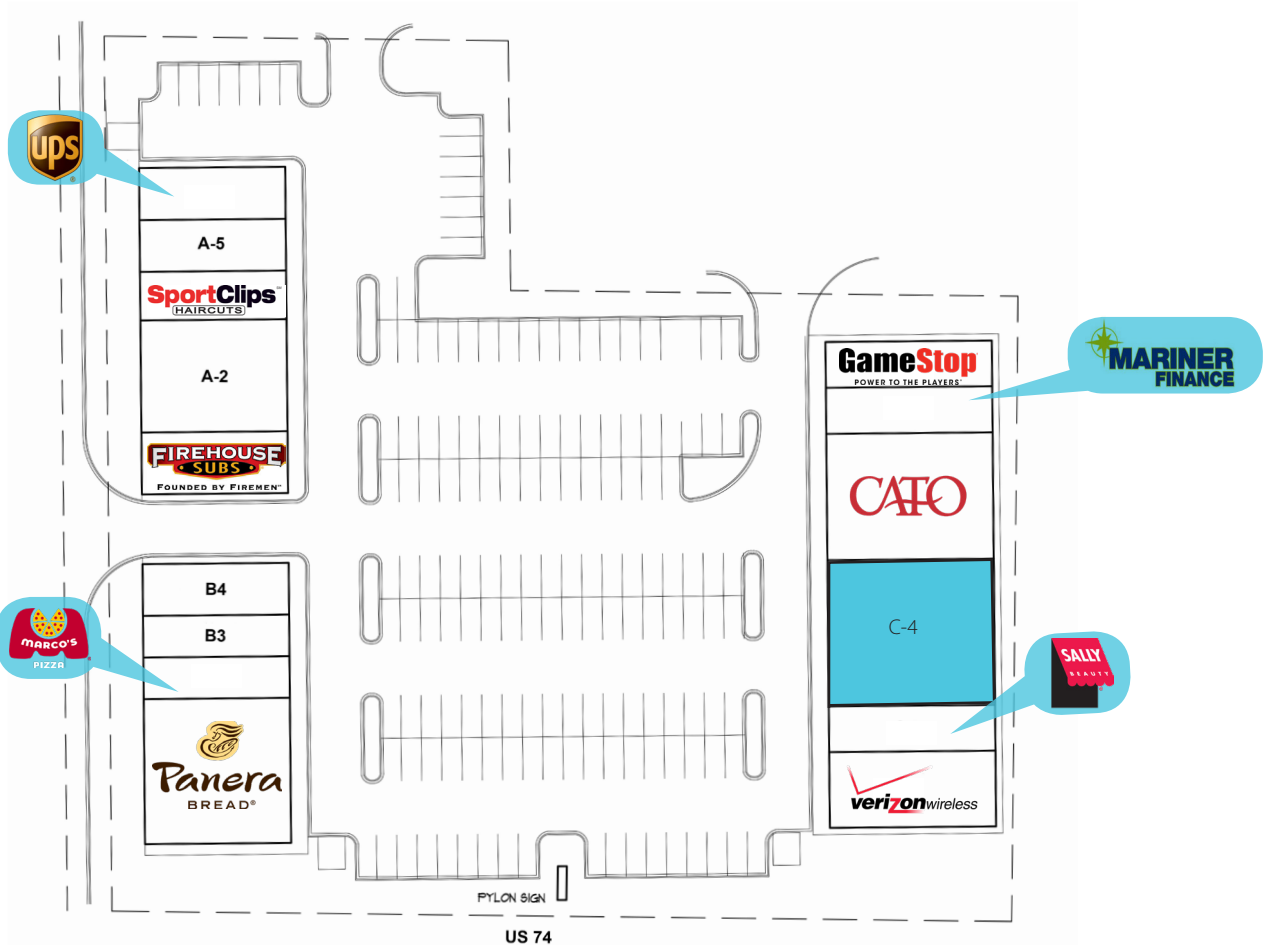 ups
A-5
SportClips
HAIRCUTS
A-2
FIREHOUSE
SUBS
FOUNDED BY FIREMEN™
B4
B3
MARCO'S
PIZZA
Panera
BREAD®
GameStop
POWER TO THE PLAYERS®
MARINER
FINANCE
CATO
C-4
SALLY
BEAUTY
verizonwireless
PYLON SIGN
US 74